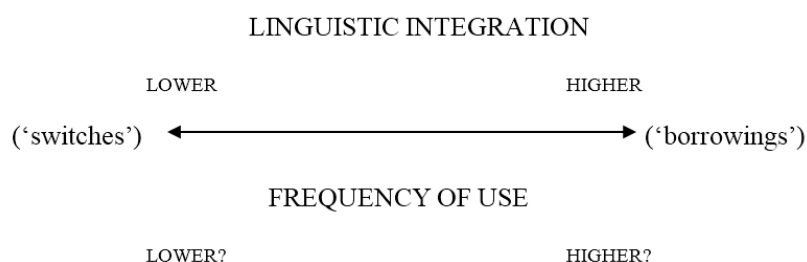 LINGUISTIC INTEGRATION
LOWER HIGHER
(‘switches’) (‘borrowings’)
FREQUENCY OF USE
LOWER? HIGHER?